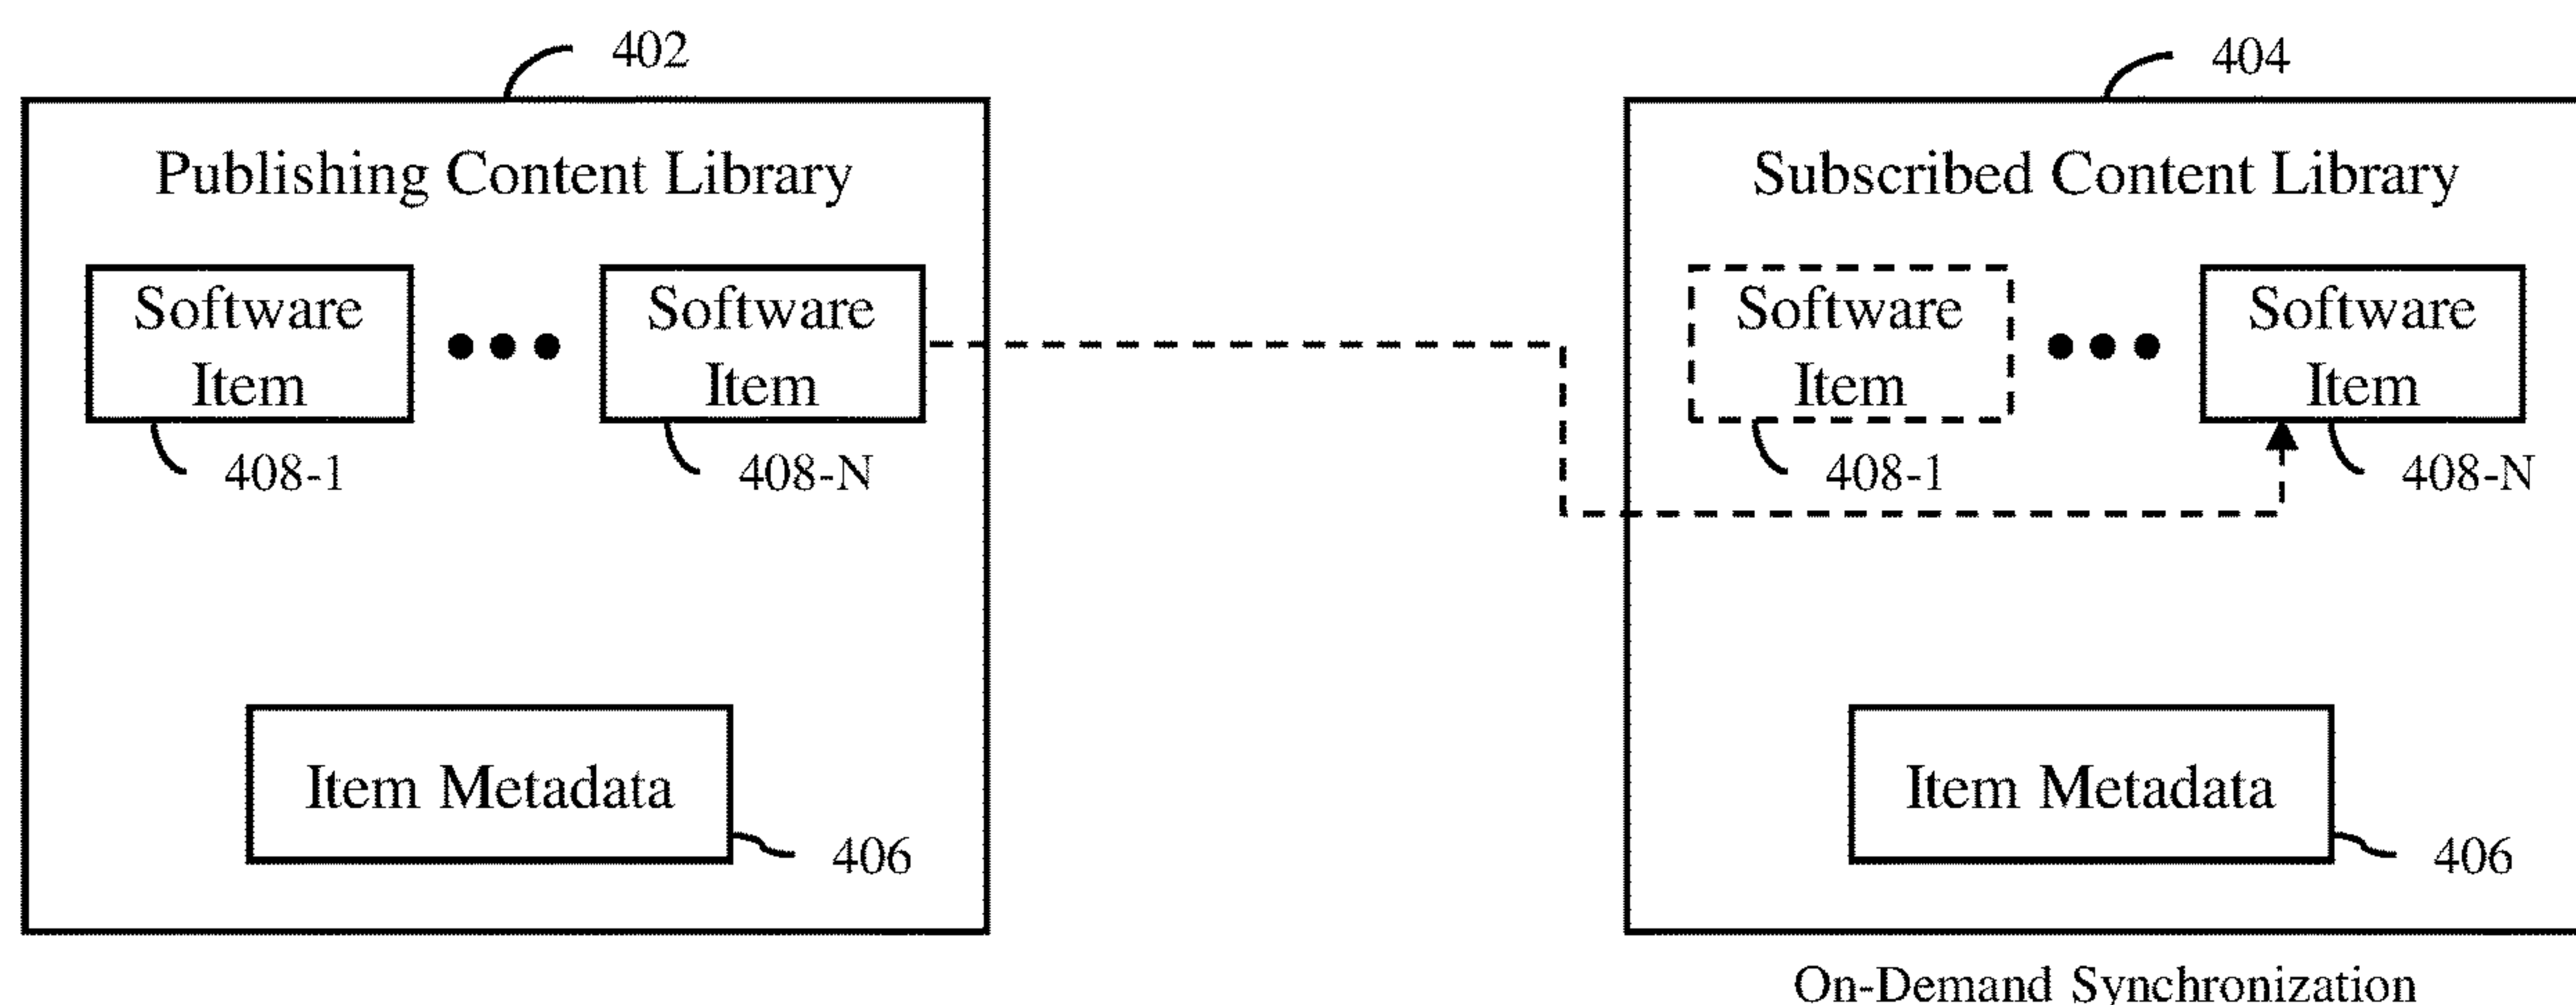 402
404
Publishing Content Library
Subscribed Content Library
Software
Item
Software
Item
Software
Item
Software
Item
408-1
408-N
408-1
408-N
Item Metadata
Item Metadata
406
406
On-Demand Synchronization